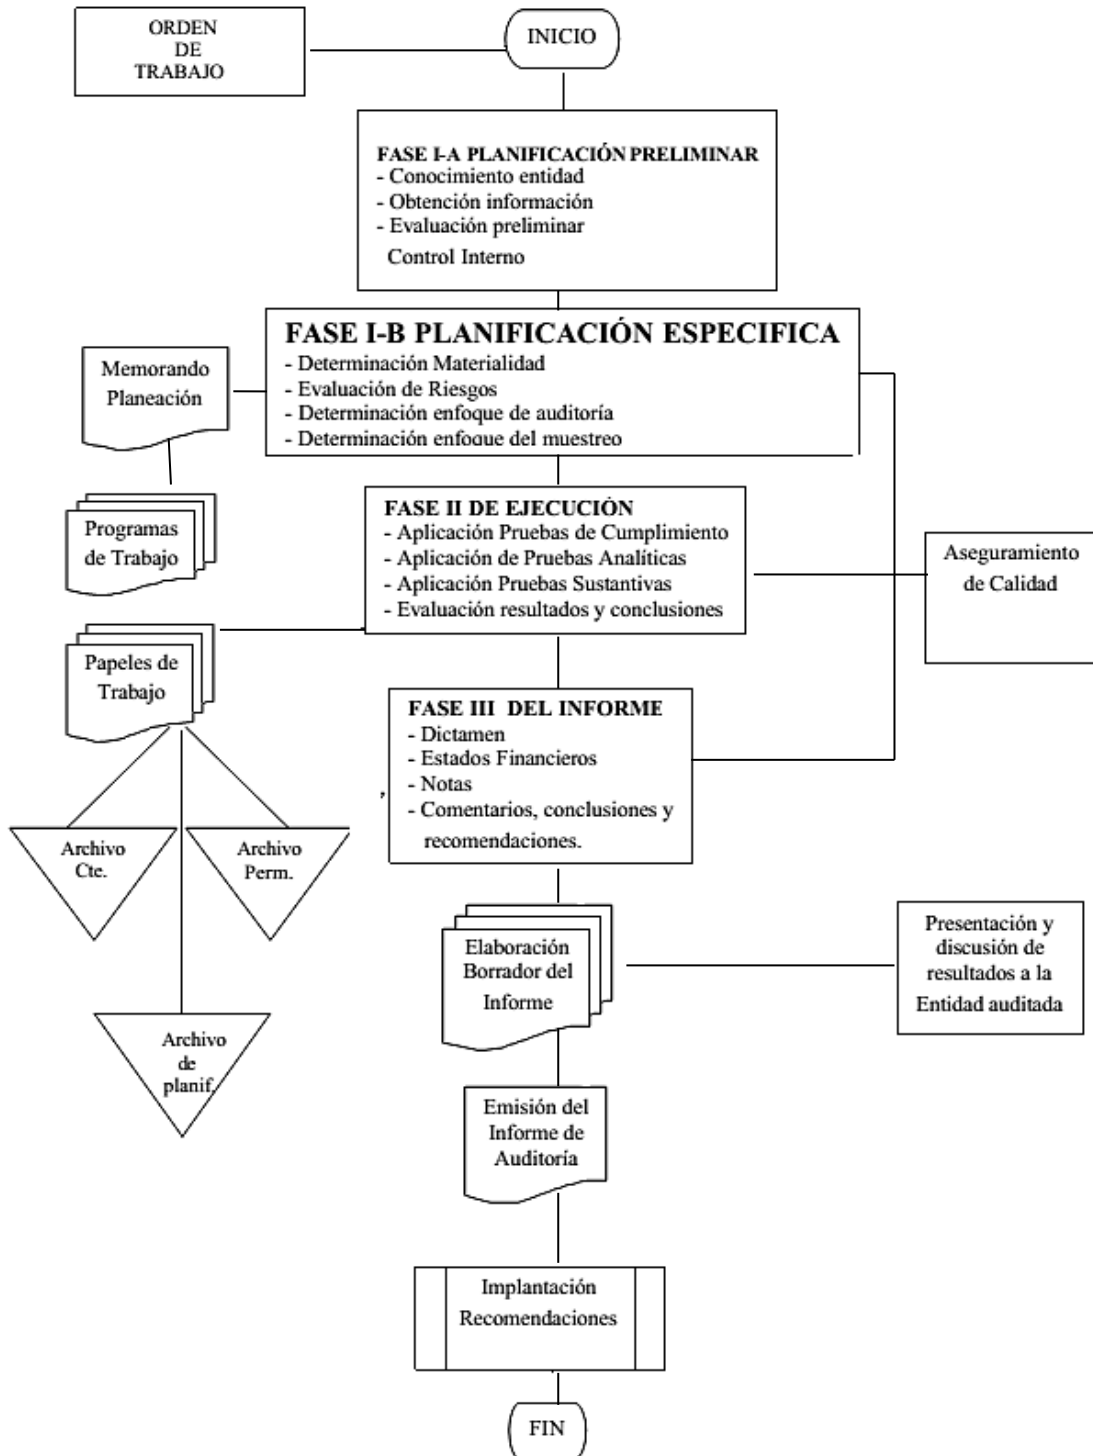 ORDEN
DE
TRABAJO
INICIO
FASE I-A PLANIFICACIÓN PRELIMINAR
- Conocimiento entidad
- Obtención información
- Evaluación preliminar
Control Interno
FASE I-B PLANIFICACIÓN ESPECIFICA
- Determinación Materialidad
- Evaluación de Riesgos
- Determinación enfoque de auditoría
- Determinación enfoque del muestreo
Memorando
Planeación
Programas
de Trabajo
FASE II DE EJECUCIÓN
- Aplicación Pruebas de Cumplimiento
- Aplicación de Pruebas Analíticas
- Aplicación Pruebas Sustantivas
- Evaluación resultados y conclusiones
Aseguramiento
de Calidad
Papeles de
Trabajo
FASE III DEL INFORME
- Dictamen
- Estados Financieros
- Notas
- Comentarios, conclusiones y
recomendaciones.
Archivo
Cte.
Archivo
Perm.
Archivo
de
planif.
Elaboración
Borrador del
Informe
Presentación y
discusión de
resultados a la
Entidad auditada
Emisión del
Informe de
Auditoría
Implantación
Recomendaciones
FIN